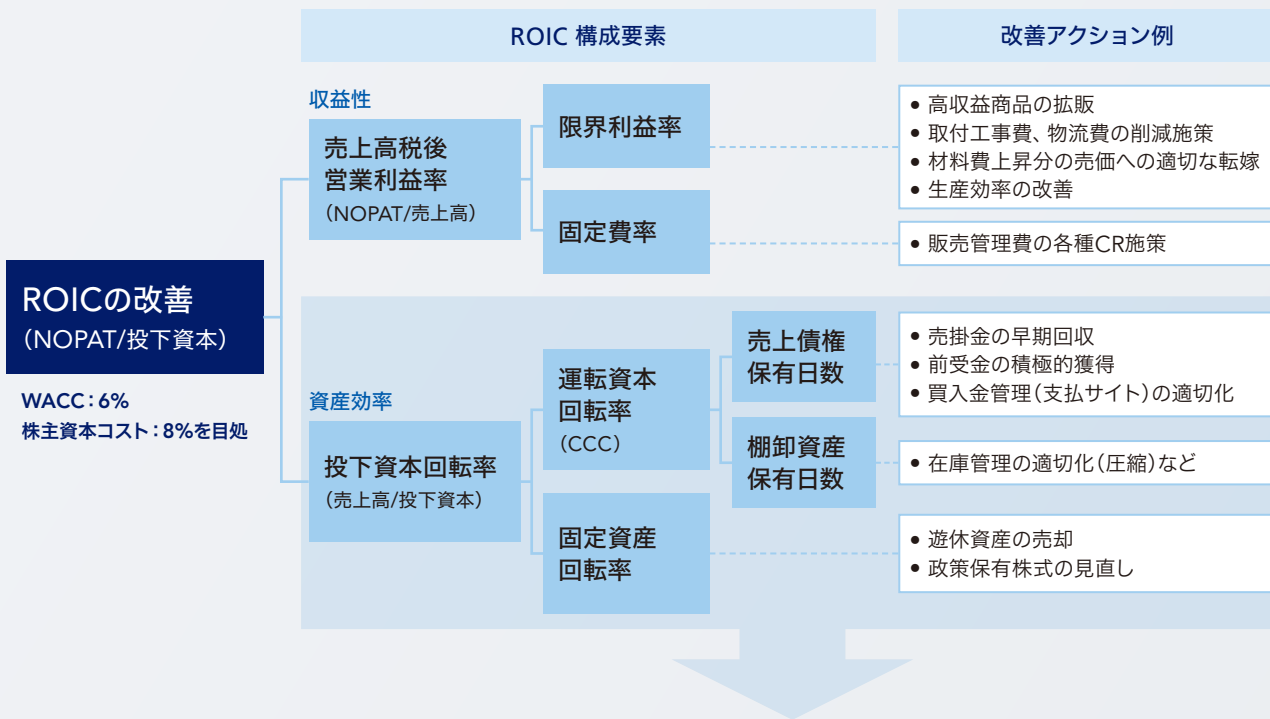 ROIC 構成要素
改善アクション例
ROICの改善
(NOPAT/投下資本)
WACC:6%
株主資本コスト:8%を目処
収益性
売上高税後
営業利益率
(NOPAT/売上高)
限界利益率
• 高収益商品の拡販
• 取付工事費、物流費の削減施策
• 材料費上昇分の売価への適切な転嫁
• 生産効率の改善
固定費率
• 販売管理費の各種CR施策
資産効率
投下資本回転率
(売上高/投下資本)
運転資本
回転率
(CCC)
売上債権
保有日数
• 売掛金の早期回収
• 前受金の積極的獲得
• 買入金管理(支払サイト)の適切化
棚卸資産
保有日数
• 在庫管理の適切化(圧縮)など
固定資産
回転率
• 遊休資産の売却
• 政策保有株式の見直し